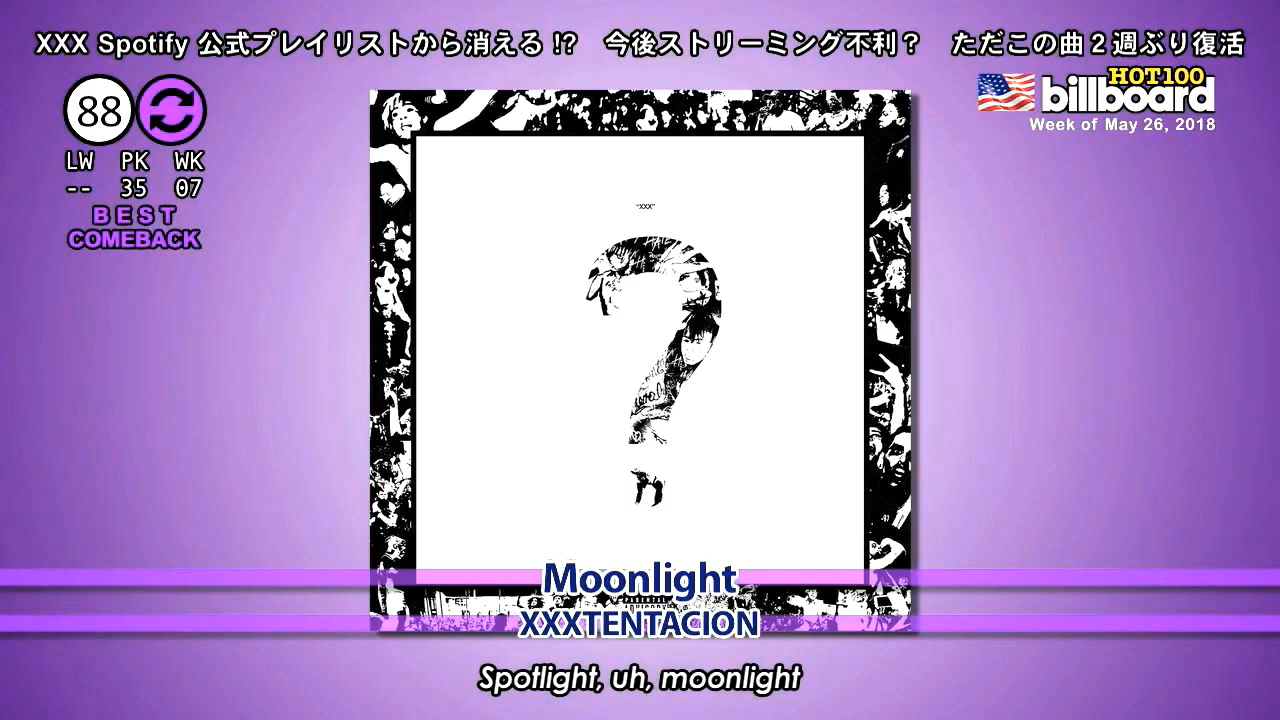 XXX Spotify 公式プレイリストから消える !?　今後ストリーミング不利？　ただこの曲２週ぶり復活
88
HOT100
billboard
Week of May 26, 2018
LW PK WK
-- 35 07
BEST
COMEBACK
"XXX"
?
Moonlight
PARENTAL
ADVISORY
XXXTENTACION
Spotlight, uh, moonlight